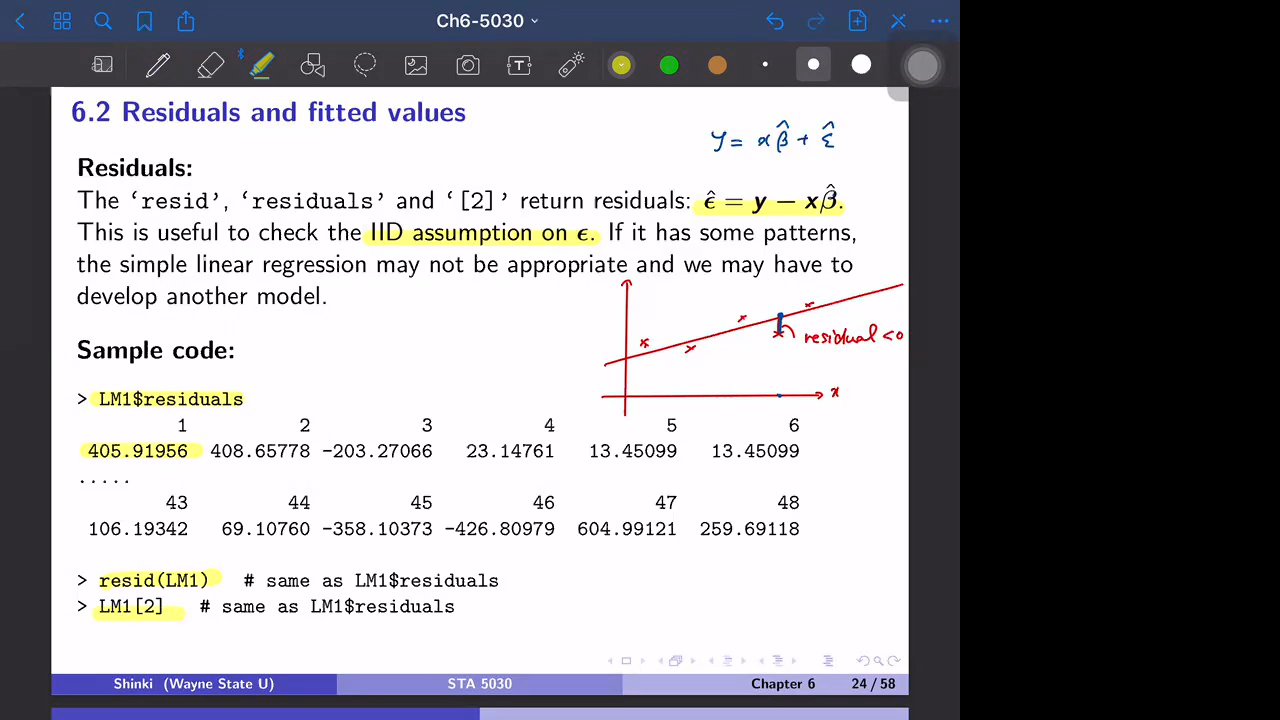 Ch6-5030
6.2 Residuals and fitted values
y = xβ̂ + ε̂
Residuals:
The ‘resid’, ‘residuals’ and ‘[2]’ return residuals: ε̂ = y − xβ̂.
This is useful to check the IID assumption on ϵ. If it has some patterns,
the simple linear regression may not be appropriate and we may have to
develop another model.
residual <0
x
Sample code:
> LM1$residuals
1 2 3 4 5 6
405.91956 408.65778 -203.27066 23.14761 13.45099 13.45099
.....
43 44 45 46 47 48
106.19342 69.10760 -358.10373 -426.80979 604.99121 259.69118
> resid(LM1) # same as LM1$residuals
> LM1[2] # same as LM1$residuals
Shinki (Wayne State U) STA 5030 Chapter 6 24 / 58